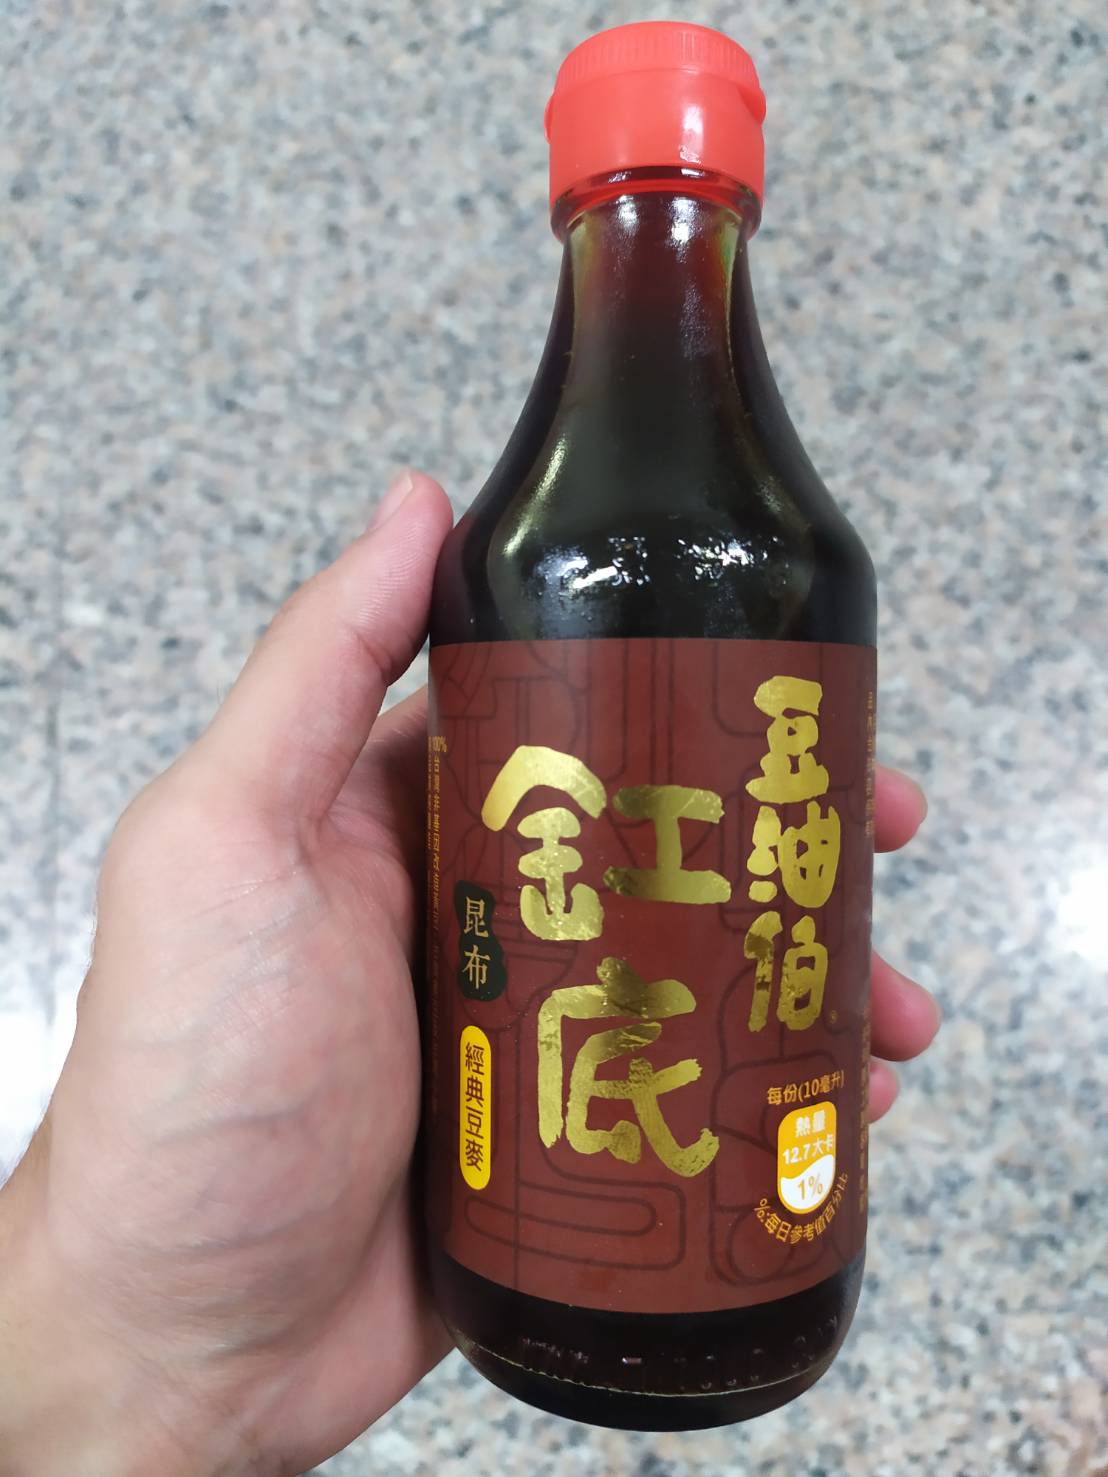 豆油伯
缸底
昆布
經典豆麥
每份(10毫升)
熱量
12.7大卡
1%
%:每日參考值百分比
100%